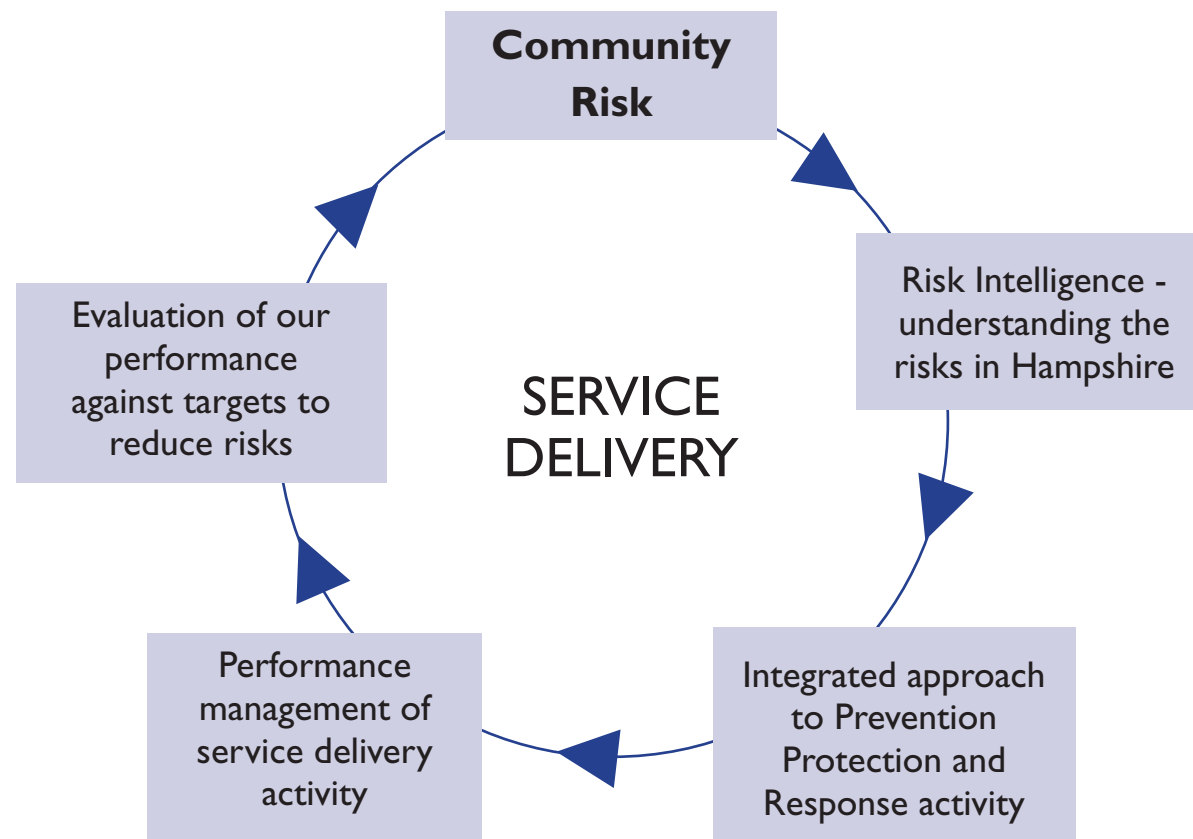 Community
Risk
Risk Intelligence -
understanding the
risks in Hampshire
Integrated approach
to Prevention
Protection and
Response activity
Performance
management of
service delivery
activity
Evaluation of our
performance
against targets to
reduce risks
SERVICE
DELIVERY